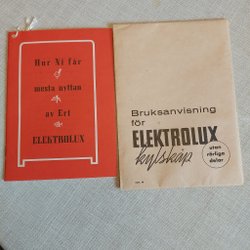 Hur Ni får
mesta nyttan
av Ert
ELEKTROLUX
Bruksanvisning
för
ELEKTROLUX
kylskåp
utan
rörliga
delar